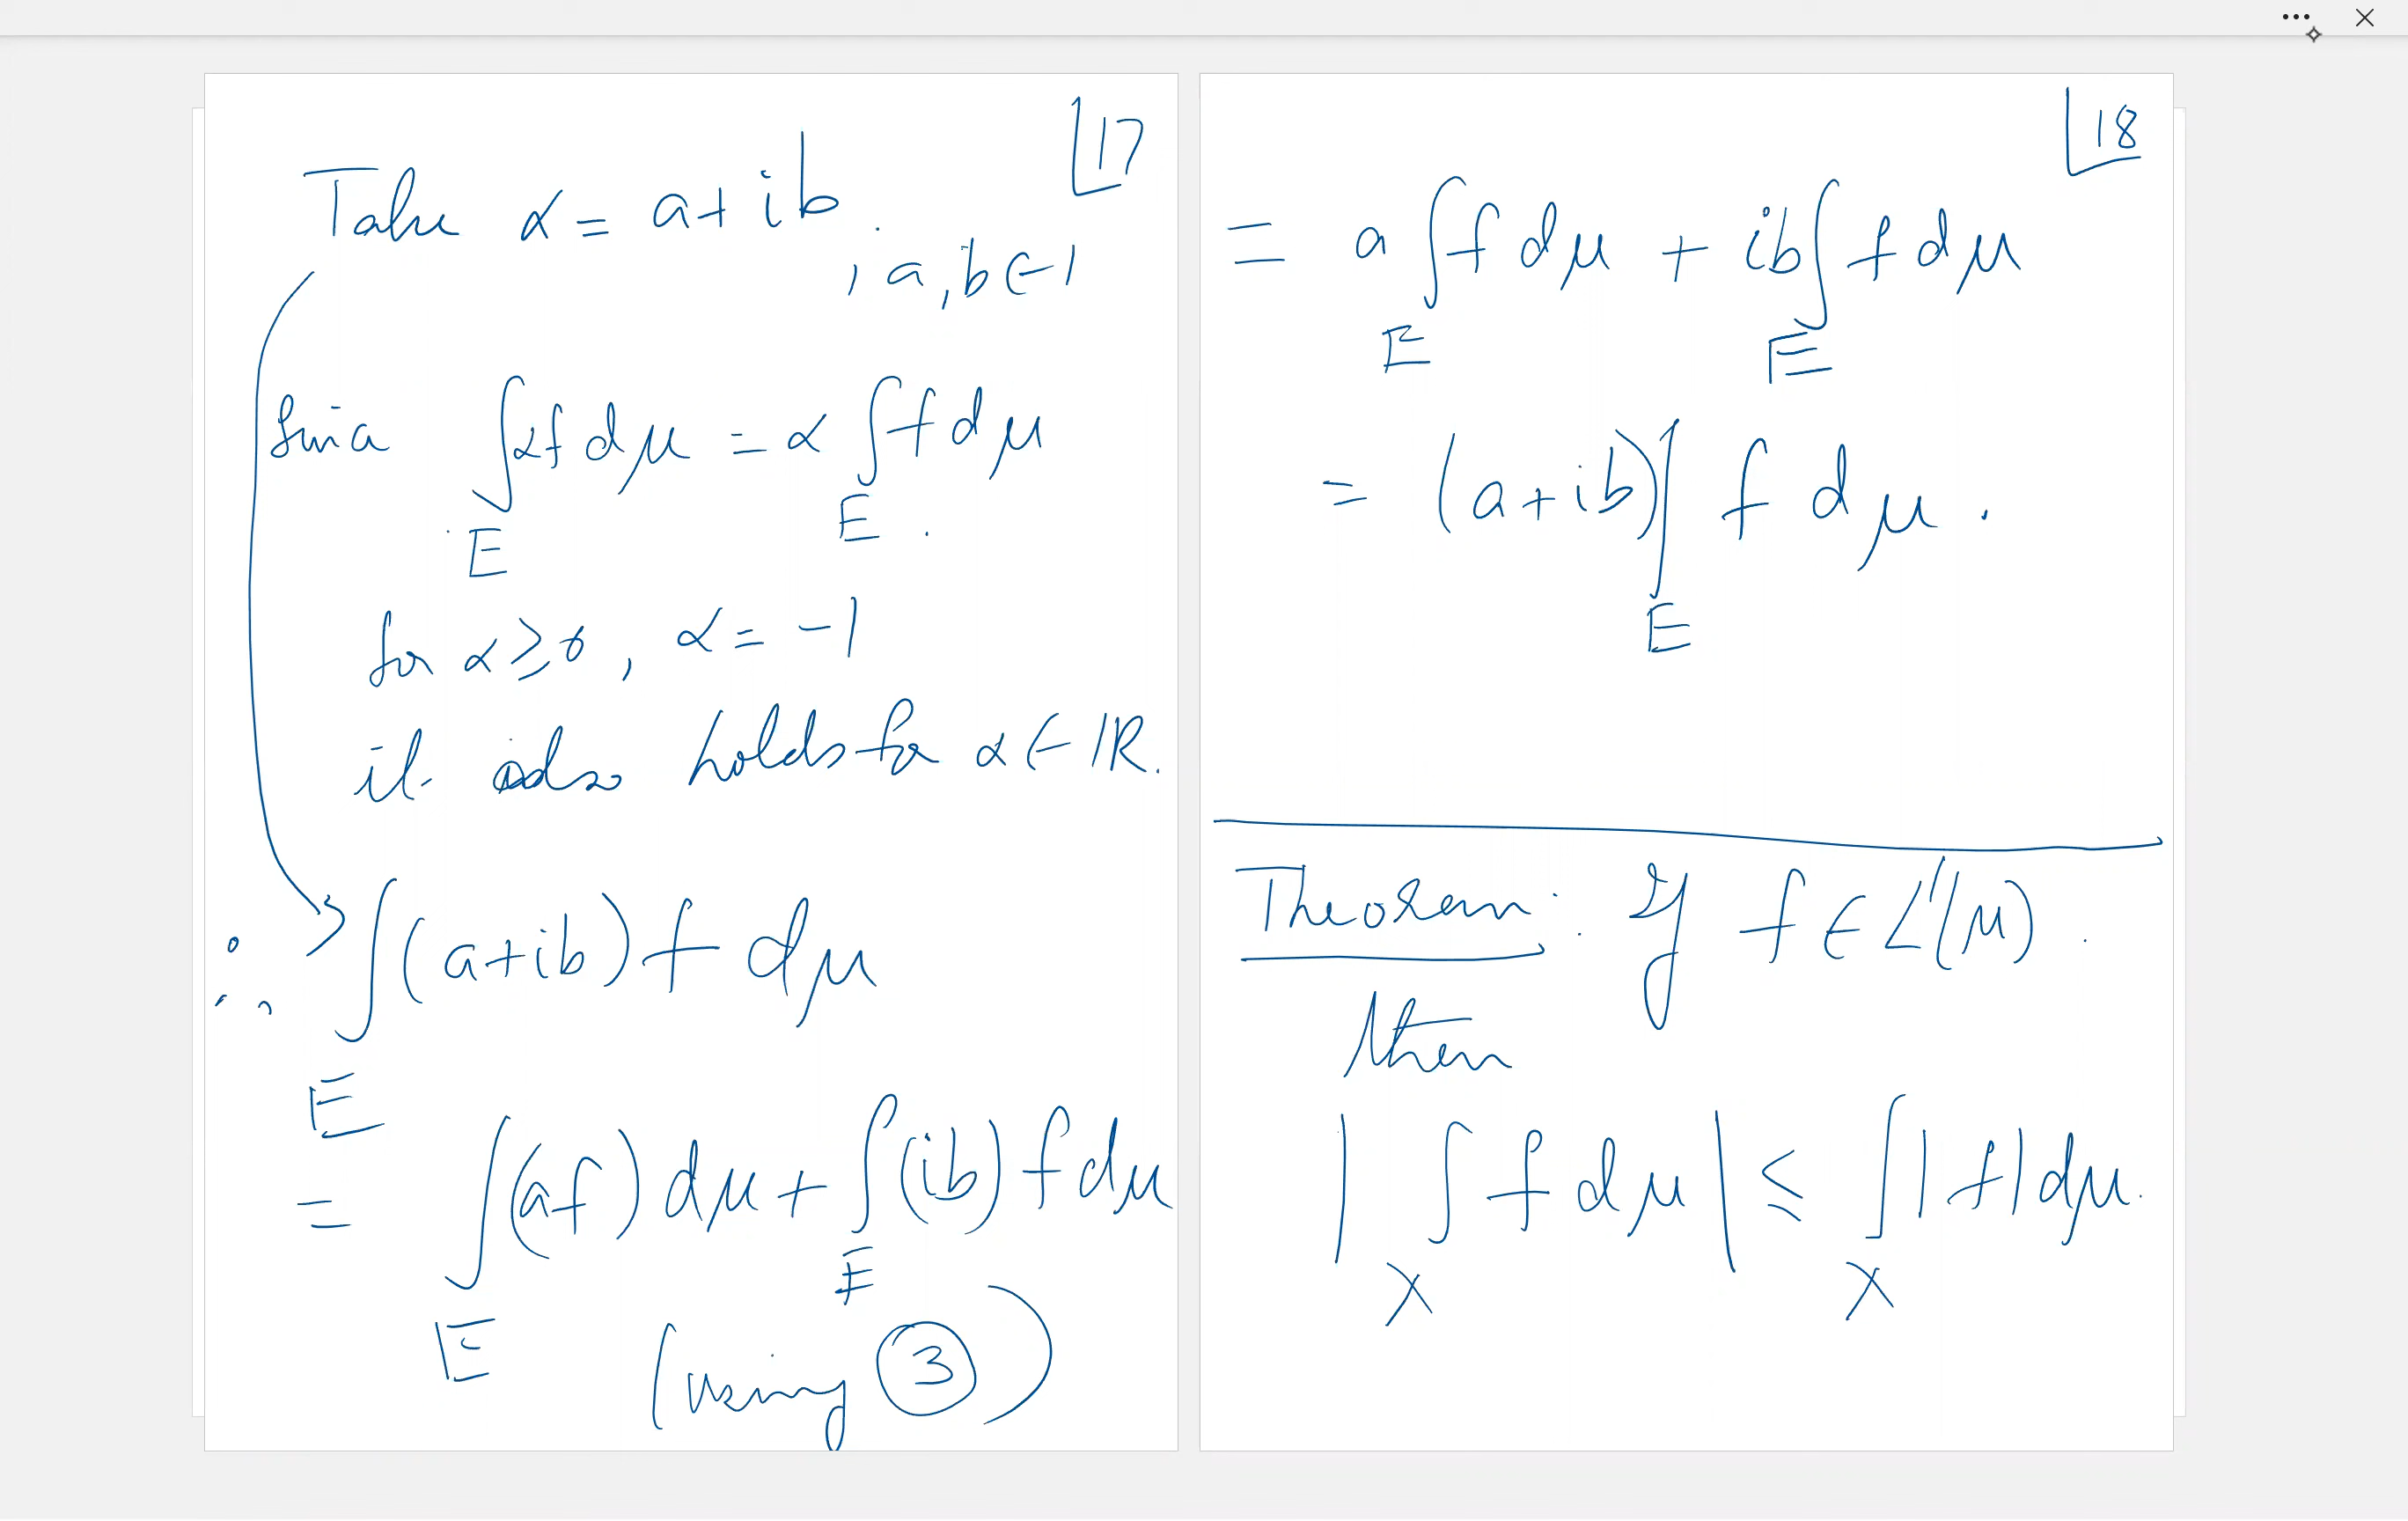 17
Take α = a + ib.
, a, b ∈ 1
Since ∫_E αf dμ = α ∫_E f dμ.
for α ≥ 0, α = -1
it also holds for α ∈ ℝ.
∴ ∫_E (a + ib) f dμ
= ∫_E (af) dμ + ∫_E (ib) f dμ
(using ③)
18
= a ∫_E f dμ + ib ∫_E f dμ
= (a + ib) ∫_E f dμ.
Theorem: If f ∈ L¹(μ).
then
| ∫_X f dμ | ≤ ∫_X |f| dμ.